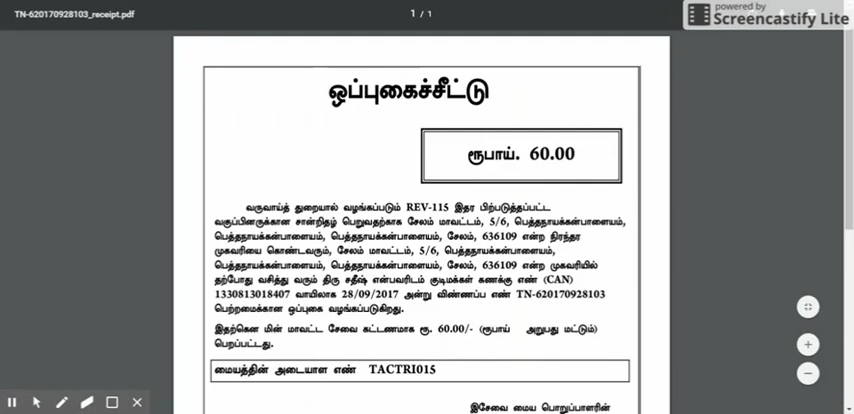 TN-620170928103_receipt.pdf
1 / 1
powered by
Screencastify Lite
ஒப்புகைச்சீட்டு
ரூபாய். 60.00
வருவாய்த் துறையால் வழங்கப்படும் REV-115 இதர பிற்படுத்தப்பட்ட
வகுப்பினருக்கான சான்றிதழ் பெறுவதற்காக சேலம் மாவட்டம், 5/6, பெத்தநாயக்கன்பாளையம்,
பெத்தநாயக்கன்பாளையம், பெத்தநாயக்கன்பாளையம், சேலம், 636109 என்ற நிரந்தர
முகவரியை கொண்டவரும், சேலம் மாவட்டம், 5/6, பெத்தநாயக்கன்பாளையம்,
பெத்தநாயக்கன்பாளையம், பெத்தநாயக்கன்பாளையம், சேலம், 636109 என்ற முகவரியில்
தற்போது வசித்து வரும் திரு சதீஷ் என்பவரிடம் குடிமக்கள் கணக்கு எண் (CAN)
1330813018407 வாயிலாக 28/09/2017 அன்று விண்ணப்ப எண் TN-620170928103
பெற்றமைக்கான ஒப்புகை வழங்கப்படுகிறது.
இதற்கென மின் மாவட்ட சேவை கட்டணமாக ரூ. 60.00/- (ரூபாய் அறுபது மட்டும்)
பெறப்பட்டது.
மையத்தின் அடையாள எண் TACTRI015
இசேவை மைய பொறுப்பாளரின்